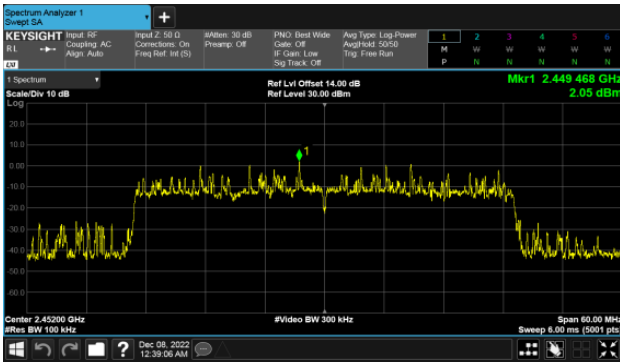 Spectrum Analyzer 1
Swept SA
+
KEYSIGHT Input: RF
RL
Coupling: AC
Align: Auto
LXI
Input Z: 50 Ω
Corrections: On
Freq Ref: Int (S)
#Atten: 30 dB
Preamp: Off
PNO: Best Wide
Gate: Off
IF Gain: Low
Sig Track: Off
Avg Type: Log-Power
Avg|Hold: 50/50
Trig: Free Run
1 2 3 4 5 6
M W W W W W
P N N N N N
1 Spectrum
Scale/Div 10 dB
Log
Ref Lvl Offset 14.00 dB
Ref Level 30.00 dBm
Mkr1 2.449 468 GHz
2.05 dBm
20.0
10.0
0.00
-10.0
-20.0
-30.0
-40.0
-50.0
-60.0
1
Center 2.45200 GHz
#Res BW 100 kHz
#Video BW 300 kHz
Span 60.00 MHz
Sweep 6.00 ms (5001 pts)
?
Dec 08, 2022
12:39:06 AM